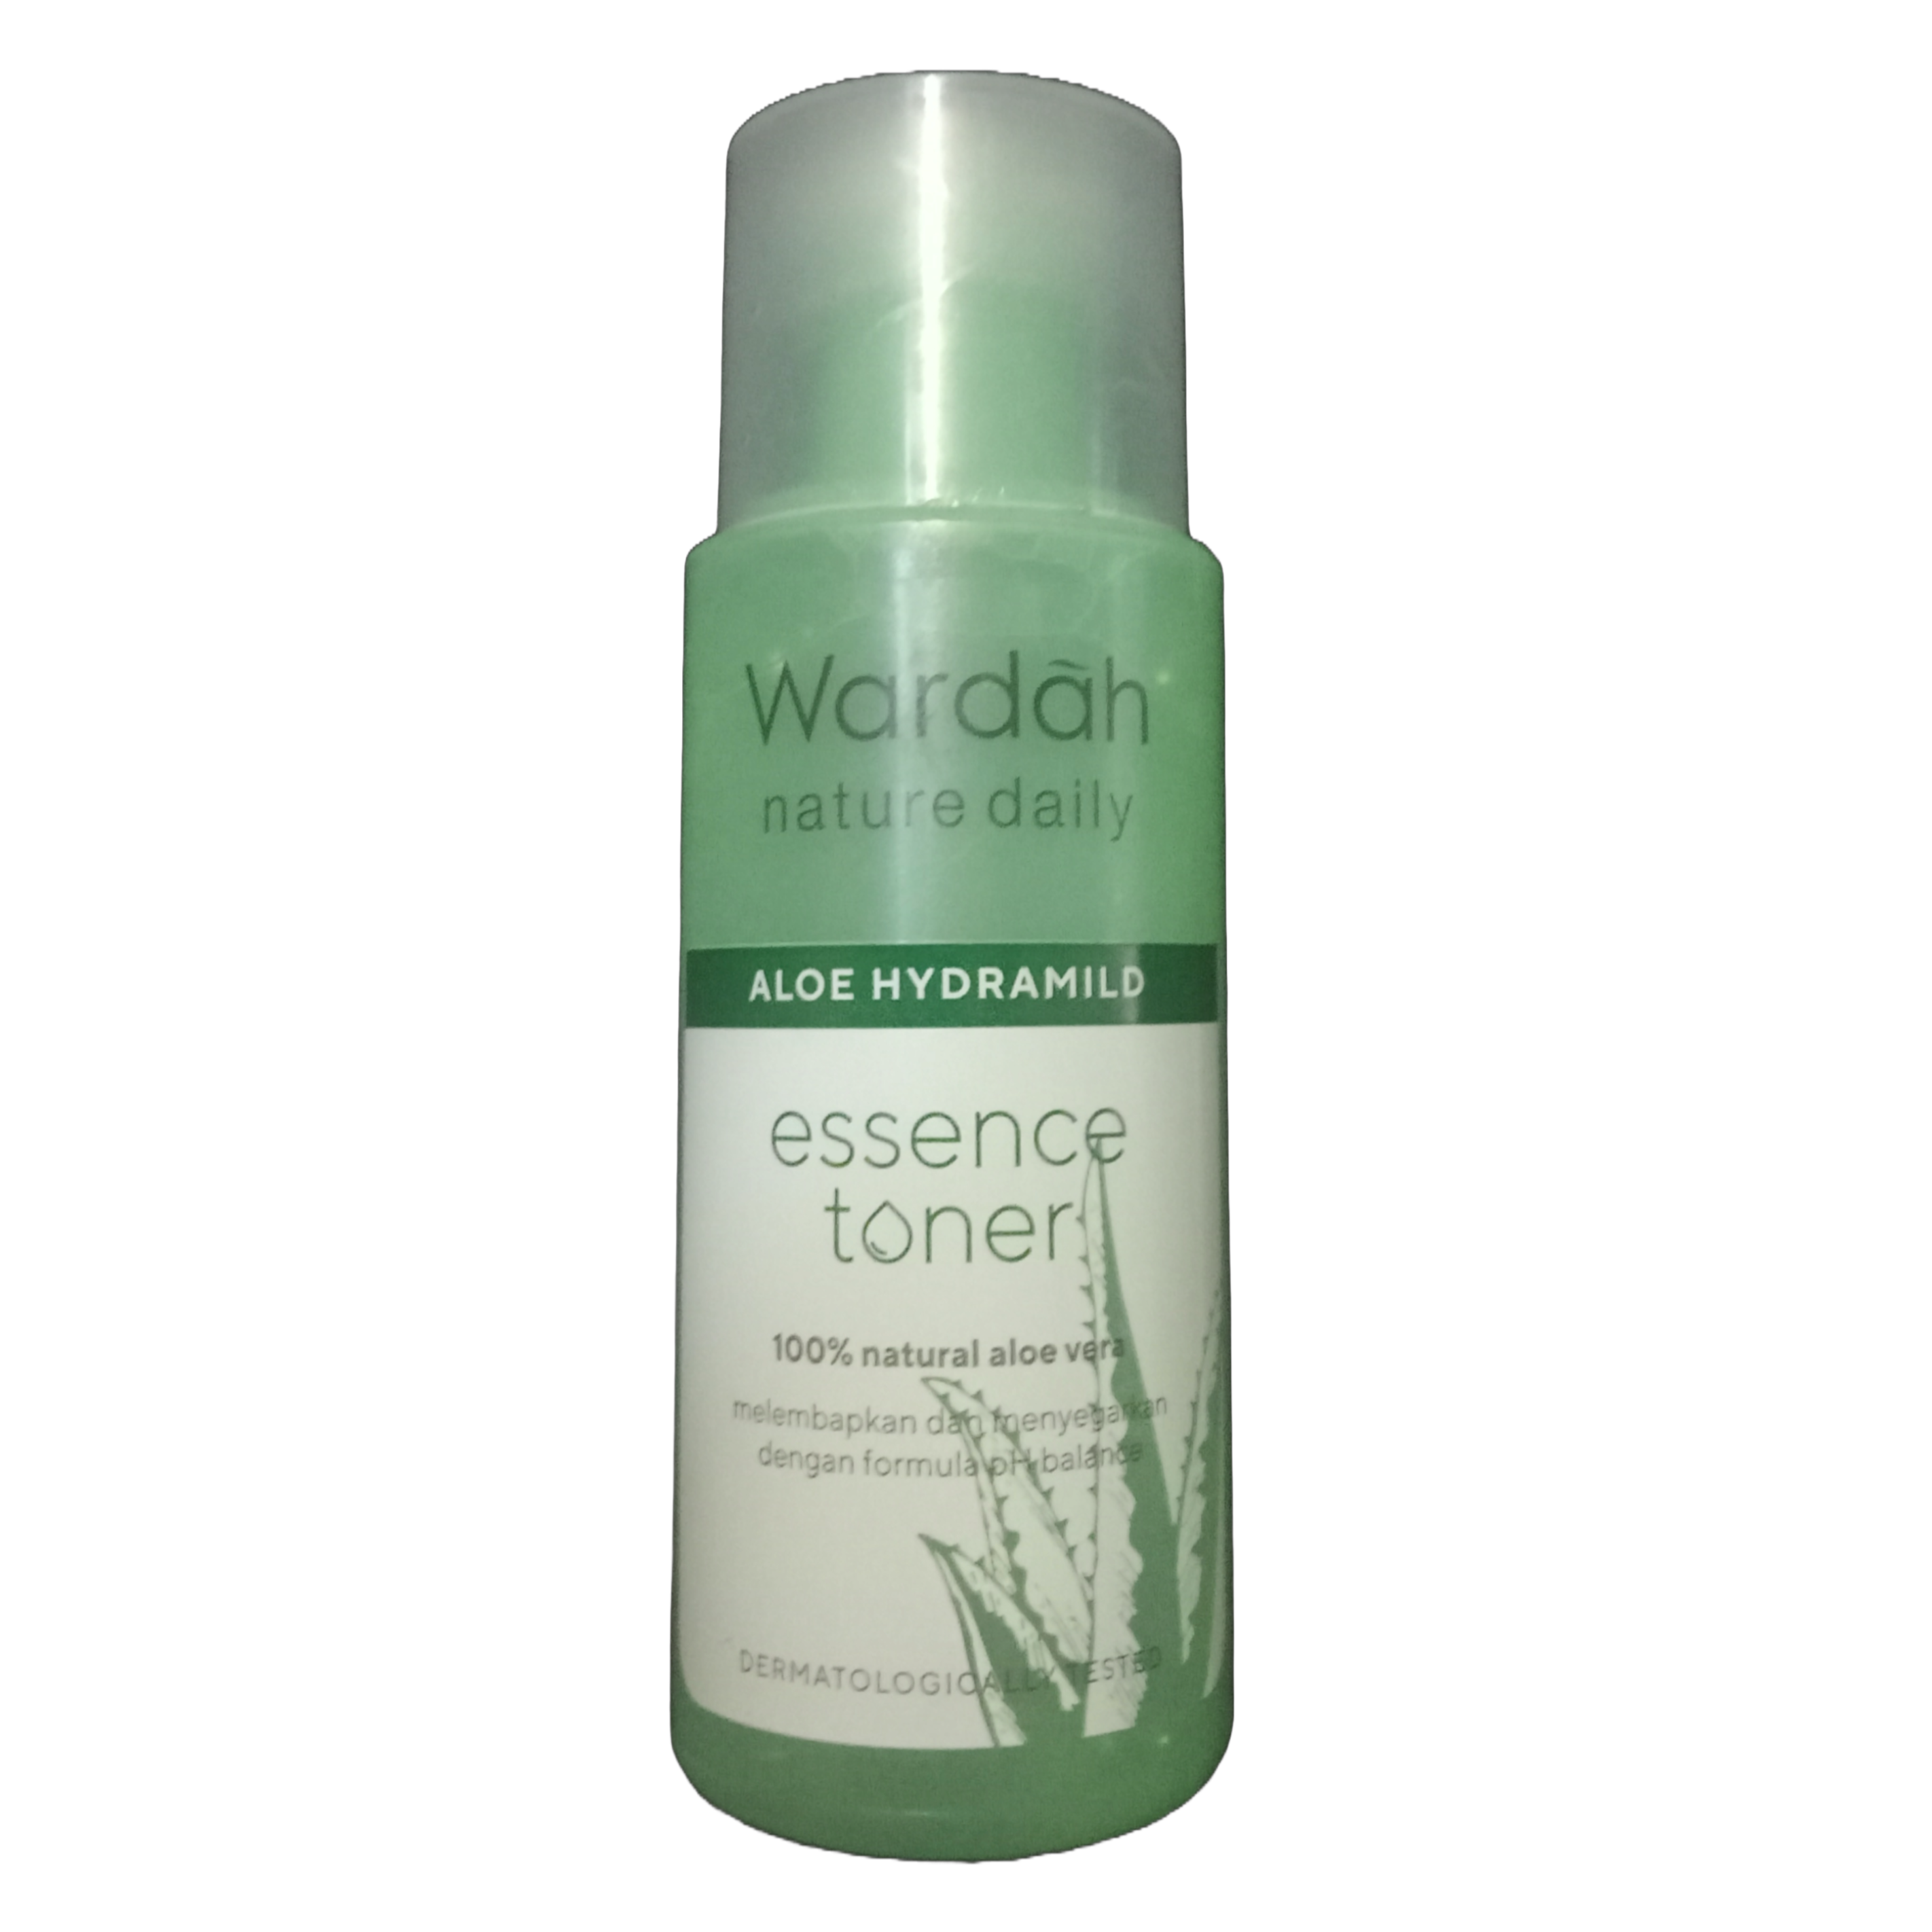 Wardãh
nature daily
ALOE HYDRAMILD
essence
toner
100% natural aloe vera
melembapkan dan menyegarkan
dengan formula pH balance
DERMATOLOGICALLY TESTED